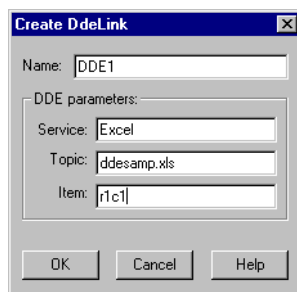 Create DdeLink
Name: DDE1
DDE parameters:
Service: Excel
Topic: ddesamp.xls
Item: r1c1
OK Cancel Help